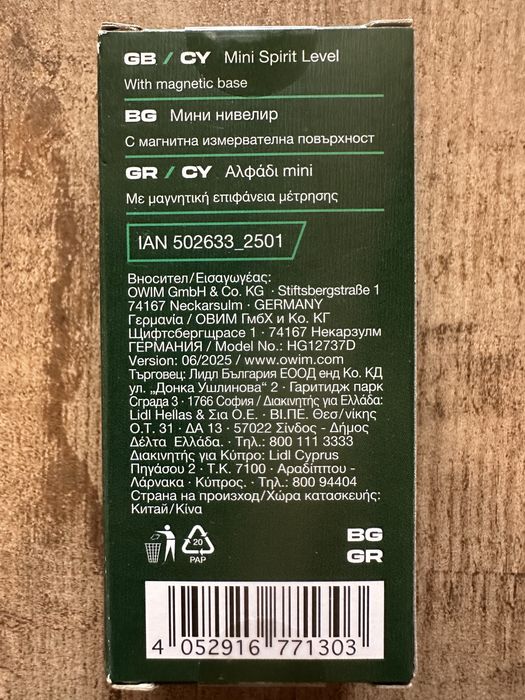 GB / CY Mini Spirit Level
With magnetic base
BG Мини нивелир
С магнитна измервателна повърхност
GR / CY Αλφάδι mini
Με μαγνητική επιφάνεια μέτρησης
IAN 502633_2501
Вносител/Εισαγωγέας:
OWIM GmbH & Co. KG · Stiftsbergstraße 1
74167 Neckarsulm · GERMANY
Германия / ОВИМ ГмбХ и Ко. КГ
Щифтсбергщрасе 1 · 74167 Некарзулм
ГЕРМАНИЯ / Model No.: HG12737D
Version: 06/2025 / www.owim.com
Търговец: Лидл България ЕООД енд Ко. КД
ул. „Донка Ушлинова" 2 · Гаритидж парк
Сграда 3 · 1766 София / Διακινητής για Ελλάδα:
Lidl Hellas & Σια Ο.Ε. · ΒΙ.ΠΕ. Θεσ/νίκης
Ο.Τ. 31 · ΔΑ 13 · 57022 Σίνδος - Δήμος
Δέλτα Ελλάδα. · Τηλ.: 800 111 3333
Διακινητής για Κύπρο: Lidl Cyprus
Πηγάσου 2 · Τ.Κ. 7100 · Αραδίππου -
Λάρνακα · Κύπρος. · Τηλ.: 800 94404
Страна на произход/Χώρα κατασκευής:
Китай/Κίνα
20
PAP
BG
GR
4 052916 771303